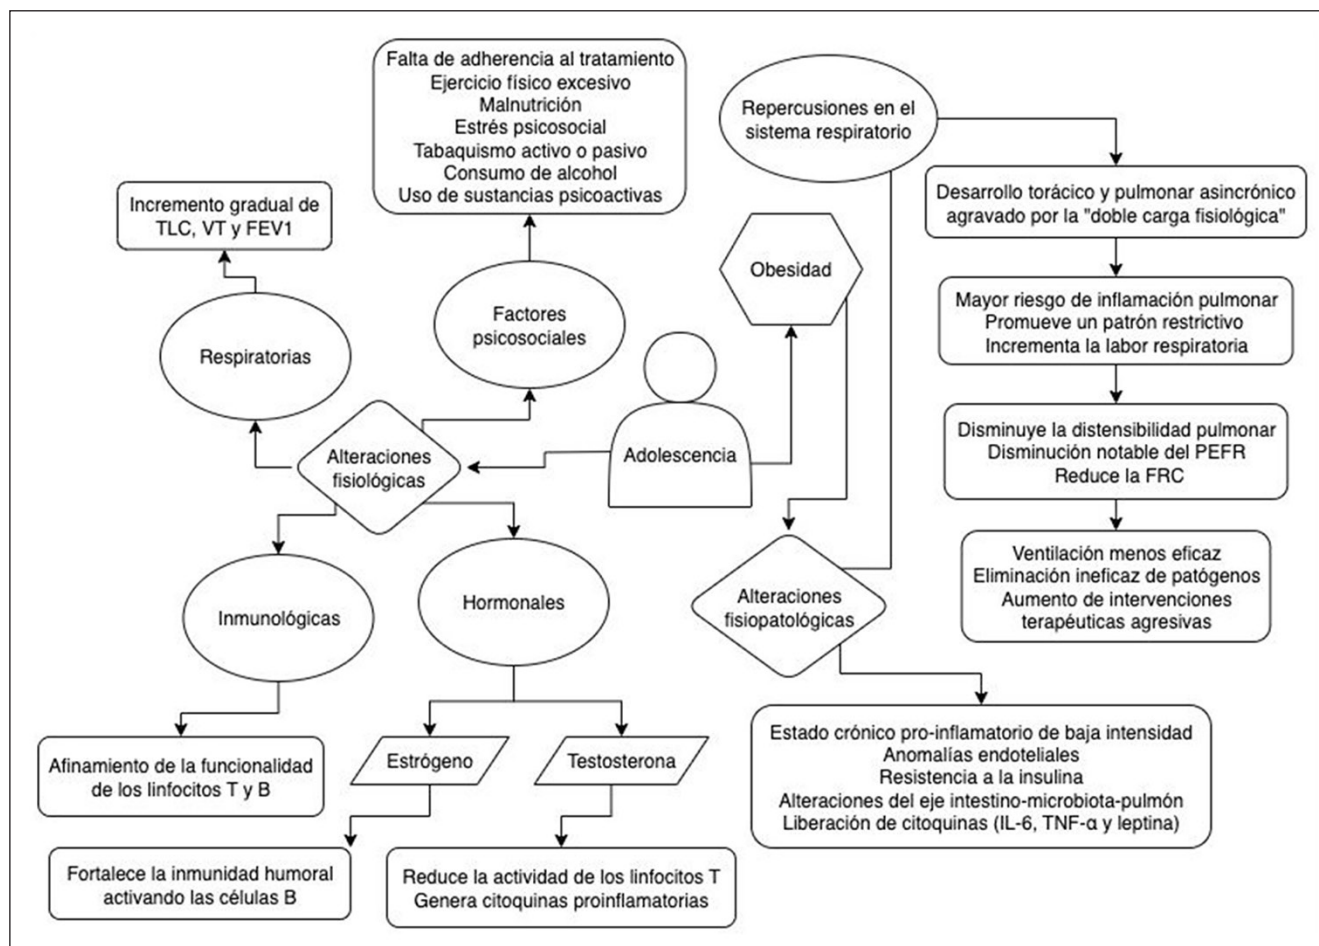 Falta de adherencia al tratamiento
Ejercicio físico excesivo
Malnutrición
Estrés psicosocial
Tabaquismo activo o pasivo
Consumo de alcohol
Uso de sustancias psicoactivas
Repercusiones en el
sistema respiratorio
Incremento gradual de
TLC, VT y FEV1
Desarrollo torácico y pulmonar asincrónico
agravado por la "doble carga fisiológica"
Obesidad
Factores
psicosociales
Respiratorias
Mayor riesgo de inflamación pulmonar
Promueve un patrón restrictivo
Incrementa la labor respiratoria
Alteraciones
fisiológicas
Adolescencia
Disminuye la distensibilidad pulmonar
Disminución notable del PEFR
Reduce la FRC
Inmunológicas
Hormonales
Alteraciones
fisiopatológicas
Ventilación menos eficaz
Eliminación ineficaz de patógenos
Aumento de intervenciones
terapéuticas agresivas
Afinamiento de la funcionalidad
de los linfocitos T y B
Estrógeno
Testosterona
Estado crónico pro-inflamatorio de baja intensidad
Anomalías endoteliales
Resistencia a la insulina
Alteraciones del eje intestino-microbiota-pulmón
Liberación de citoquinas (IL-6, TNF-α y leptina)
Fortalece la inmunidad humoral
activando las células B
Reduce la actividad de los linfocitos T
Genera citoquinas proinflamatorias